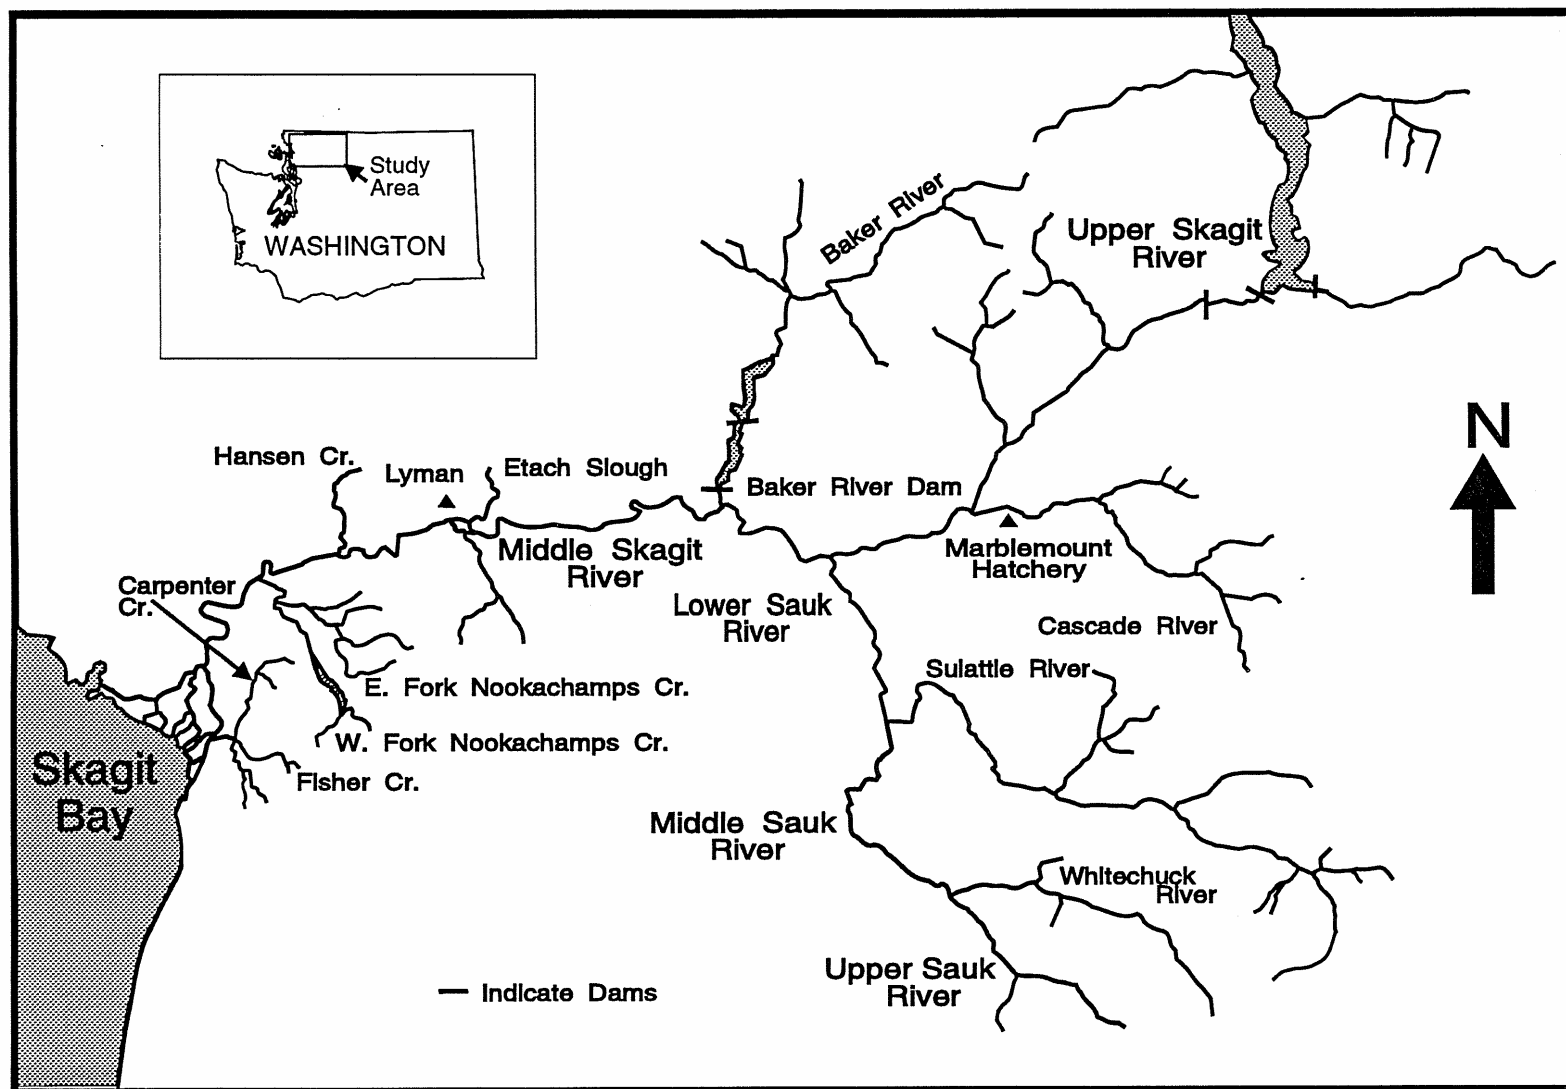 Study
Area
WASHINGTON
Baker River
Upper Skagit
River
N
Hansen Cr.
Lyman
Etach Slough
Baker River Dam
Middle Skagit
River
Marblemount
Hatchery
Carpenter
Cr.
Lower Sauk
River
Cascade River
Sulattle River
E. Fork Nookachamps Cr.
W. Fork Nookachamps Cr.
Skagit
Bay
Fisher Cr.
Middle Sauk
River
Whitechuck
River
Upper Sauk
River
Indicate Dams